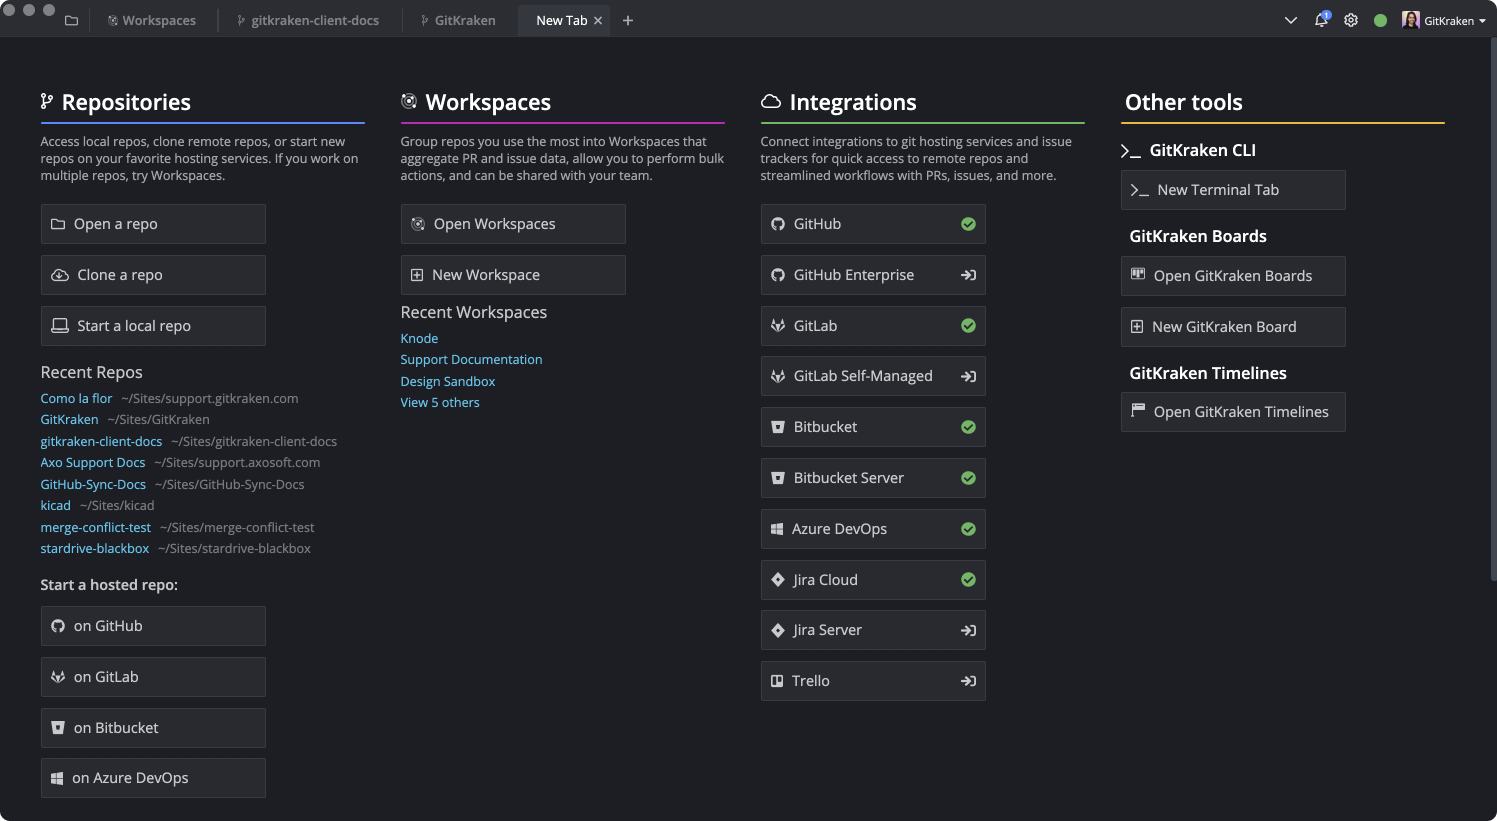 Workspaces
gitkraken-client-docs
GitKraken
New Tab
1
GitKraken
Repositories
Access local repos, clone remote repos, or start new
repos on your favorite hosting services. If you work on
multiple repos, try Workspaces.
Open a repo
Clone a repo
Start a local repo
Recent Repos
Como la flor ~/Sites/support.gitkraken.com
GitKraken ~/Sites/GitKraken
gitkraken-client-docs ~/Sites/gitkraken-client-docs
Axo Support Docs ~/Sites/support.axosoft.com
GitHub-Sync-Docs ~/Sites/GitHub-Sync-Docs
kicad ~/Sites/kicad
merge-conflict-test ~/Sites/merge-conflict-test
stardrive-blackbox ~/Sites/stardrive-blackbox
Start a hosted repo:
on GitHub
on GitLab
on Bitbucket
on Azure DevOps
Workspaces
Group repos you use the most into Workspaces that
aggregate PR and issue data, allow you to perform bulk
actions, and can be shared with your team.
Open Workspaces
New Workspace
Recent Workspaces
Knode
Support Documentation
Design Sandbox
View 5 others
Integrations
Connect integrations to git hosting services and issue
trackers for quick access to remote repos and
streamlined workflows with PRs, issues, and more.
GitHub
GitHub Enterprise
GitLab
GitLab Self-Managed
Bitbucket
Bitbucket Server
Azure DevOps
Jira Cloud
Jira Server
Trello
Other tools
GitKraken CLI
New Terminal Tab
GitKraken Boards
Open GitKraken Boards
New GitKraken Board
GitKraken Timelines
Open GitKraken Timelines